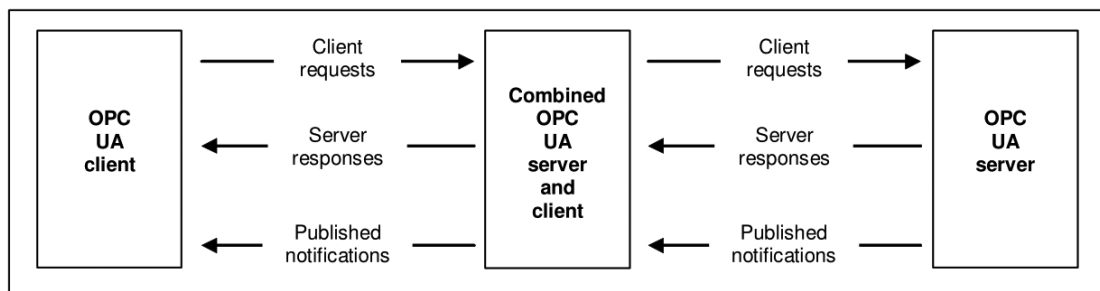 OPC
UA
client
Client
requests
Server
responses
Published
notifications
Combined
OPC
UA
server
and
client
Client
requests
Server
responses
Published
notifications
OPC
UA
server